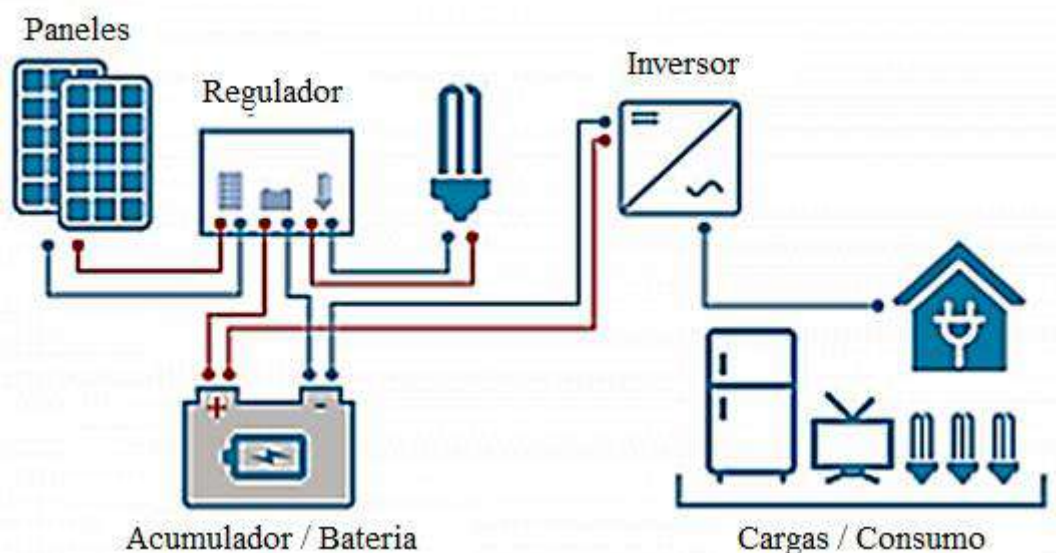 Paneles
Regulador
Inversor
+
-
Acumulador / Bateria
Cargas / Consumo